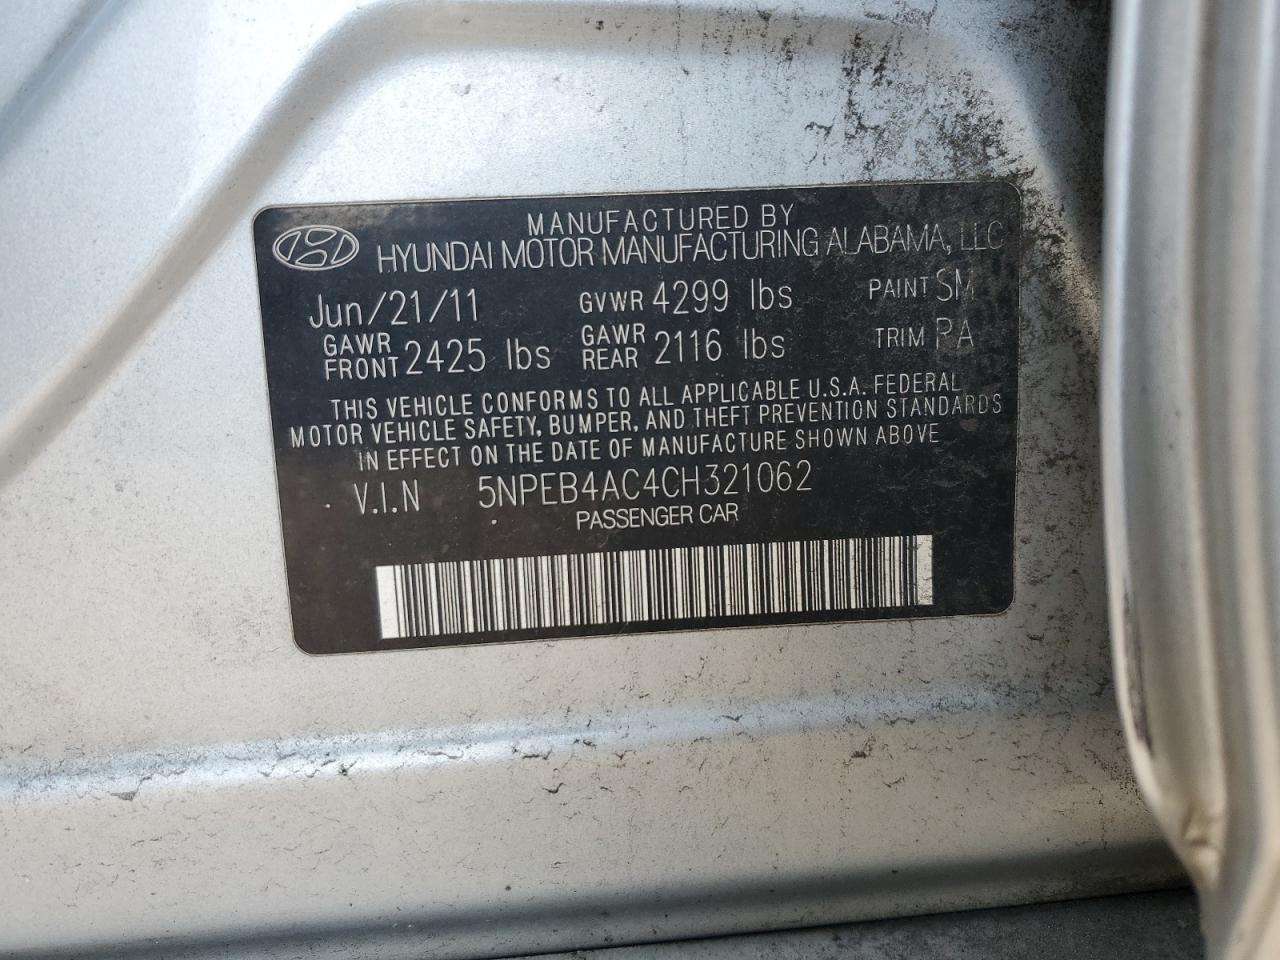 MANUFACTURED BY
HYUNDAI MOTOR MANUFACTURING ALABAMA, LLC
Jun/21/11 GVWR 4299 lbs PAINT SM
GAWR FRONT 2425 lbs GAWR REAR 2116 lbs TRIM PA
THIS VEHICLE CONFORMS TO ALL APPLICABLE U.S.A. FEDERAL
MOTOR VEHICLE SAFETY, BUMPER, AND THEFT PREVENTION STANDARDS
IN EFFECT ON THE DATE OF MANUFACTURE SHOWN ABOVE
V.I.N 5NPEB4AC4CH321062
PASSENGER CAR